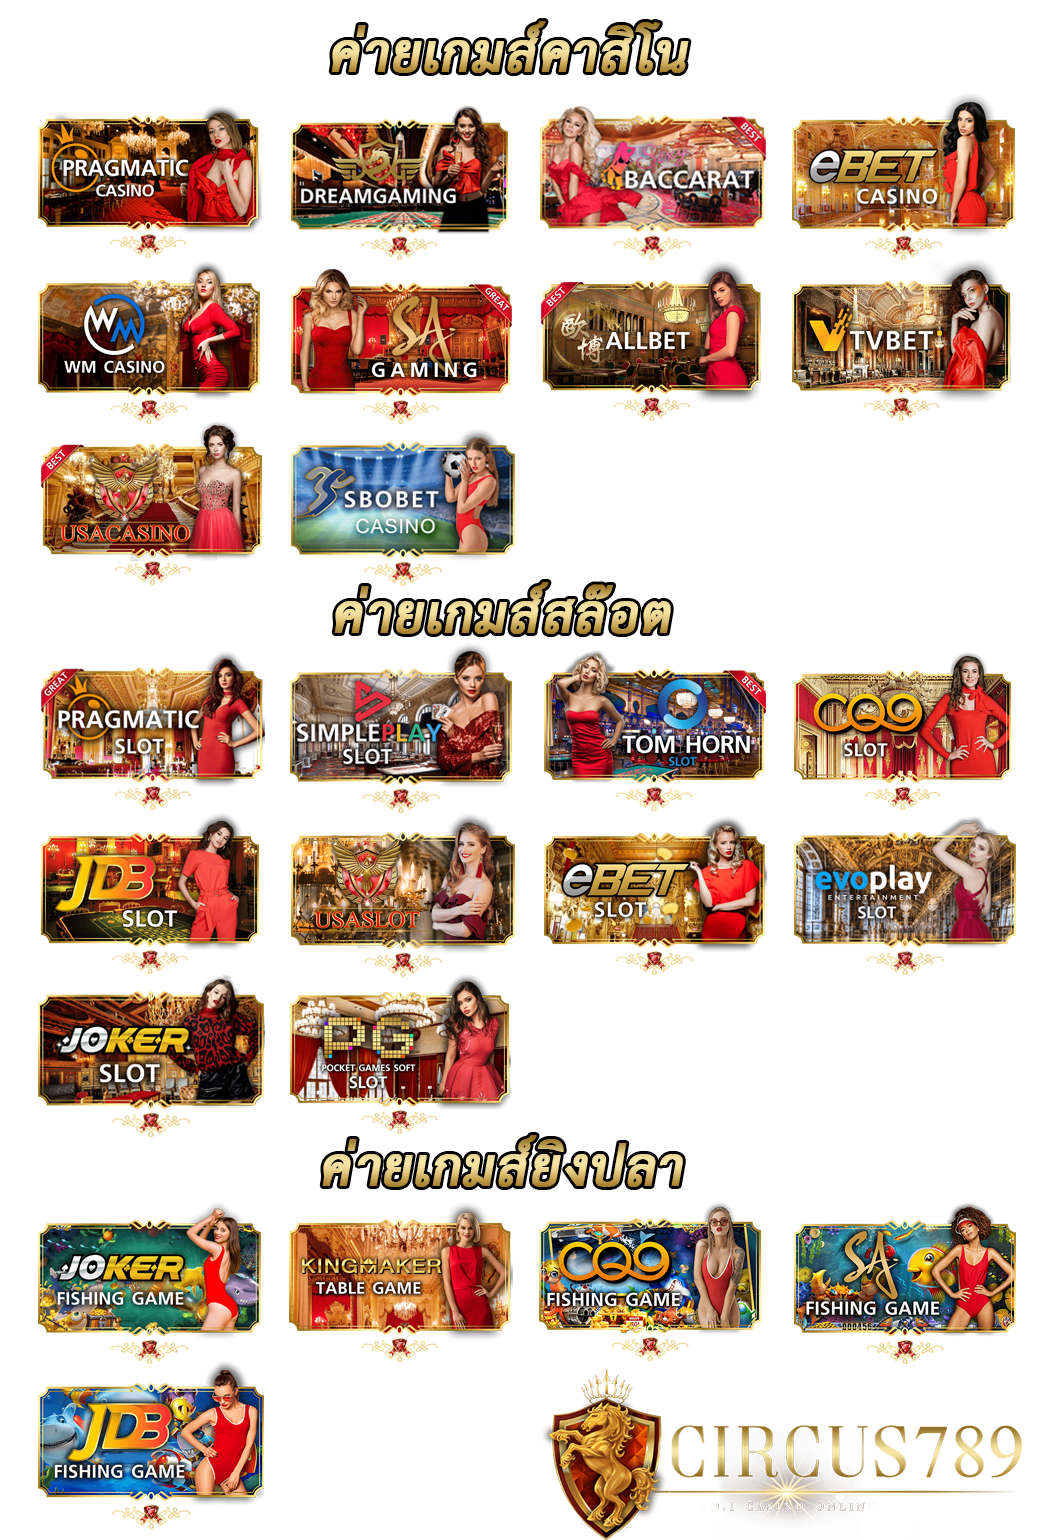 ค่ายเกมส์คาสิโน
PRAGMATIC
CASINO
DREAMGAMING
BEST
BACCARAT
eBET
CASINO
WM
WM CASINO
GREAT
SA
GAMING
BEST
歐博
ALLBET
TVBET
BEST
USACASINO
SBOBET
CASINO
ค่ายเกมส์สล๊อต
GREAT
PRAGMATIC
SLOT
SIMPLEPLAY
SLOT
BEST
TOM HORN
SLOT
CQ9
SLOT
JDB
SLOT
USASLOT
eBET
SLOT
evoplay
ENTERTAINMENT
SLOT
JOKER
SLOT
PG
POCKET GAMES SOFT
SLOT
ค่ายเกมส์ยิงปลา
JOKER
FISHING GAME
KINGMAKER
TABLE GAME
CQ9
FISHING GAME
SA
FISHING GAME
JDB
FISHING GAME
CIRCUS789